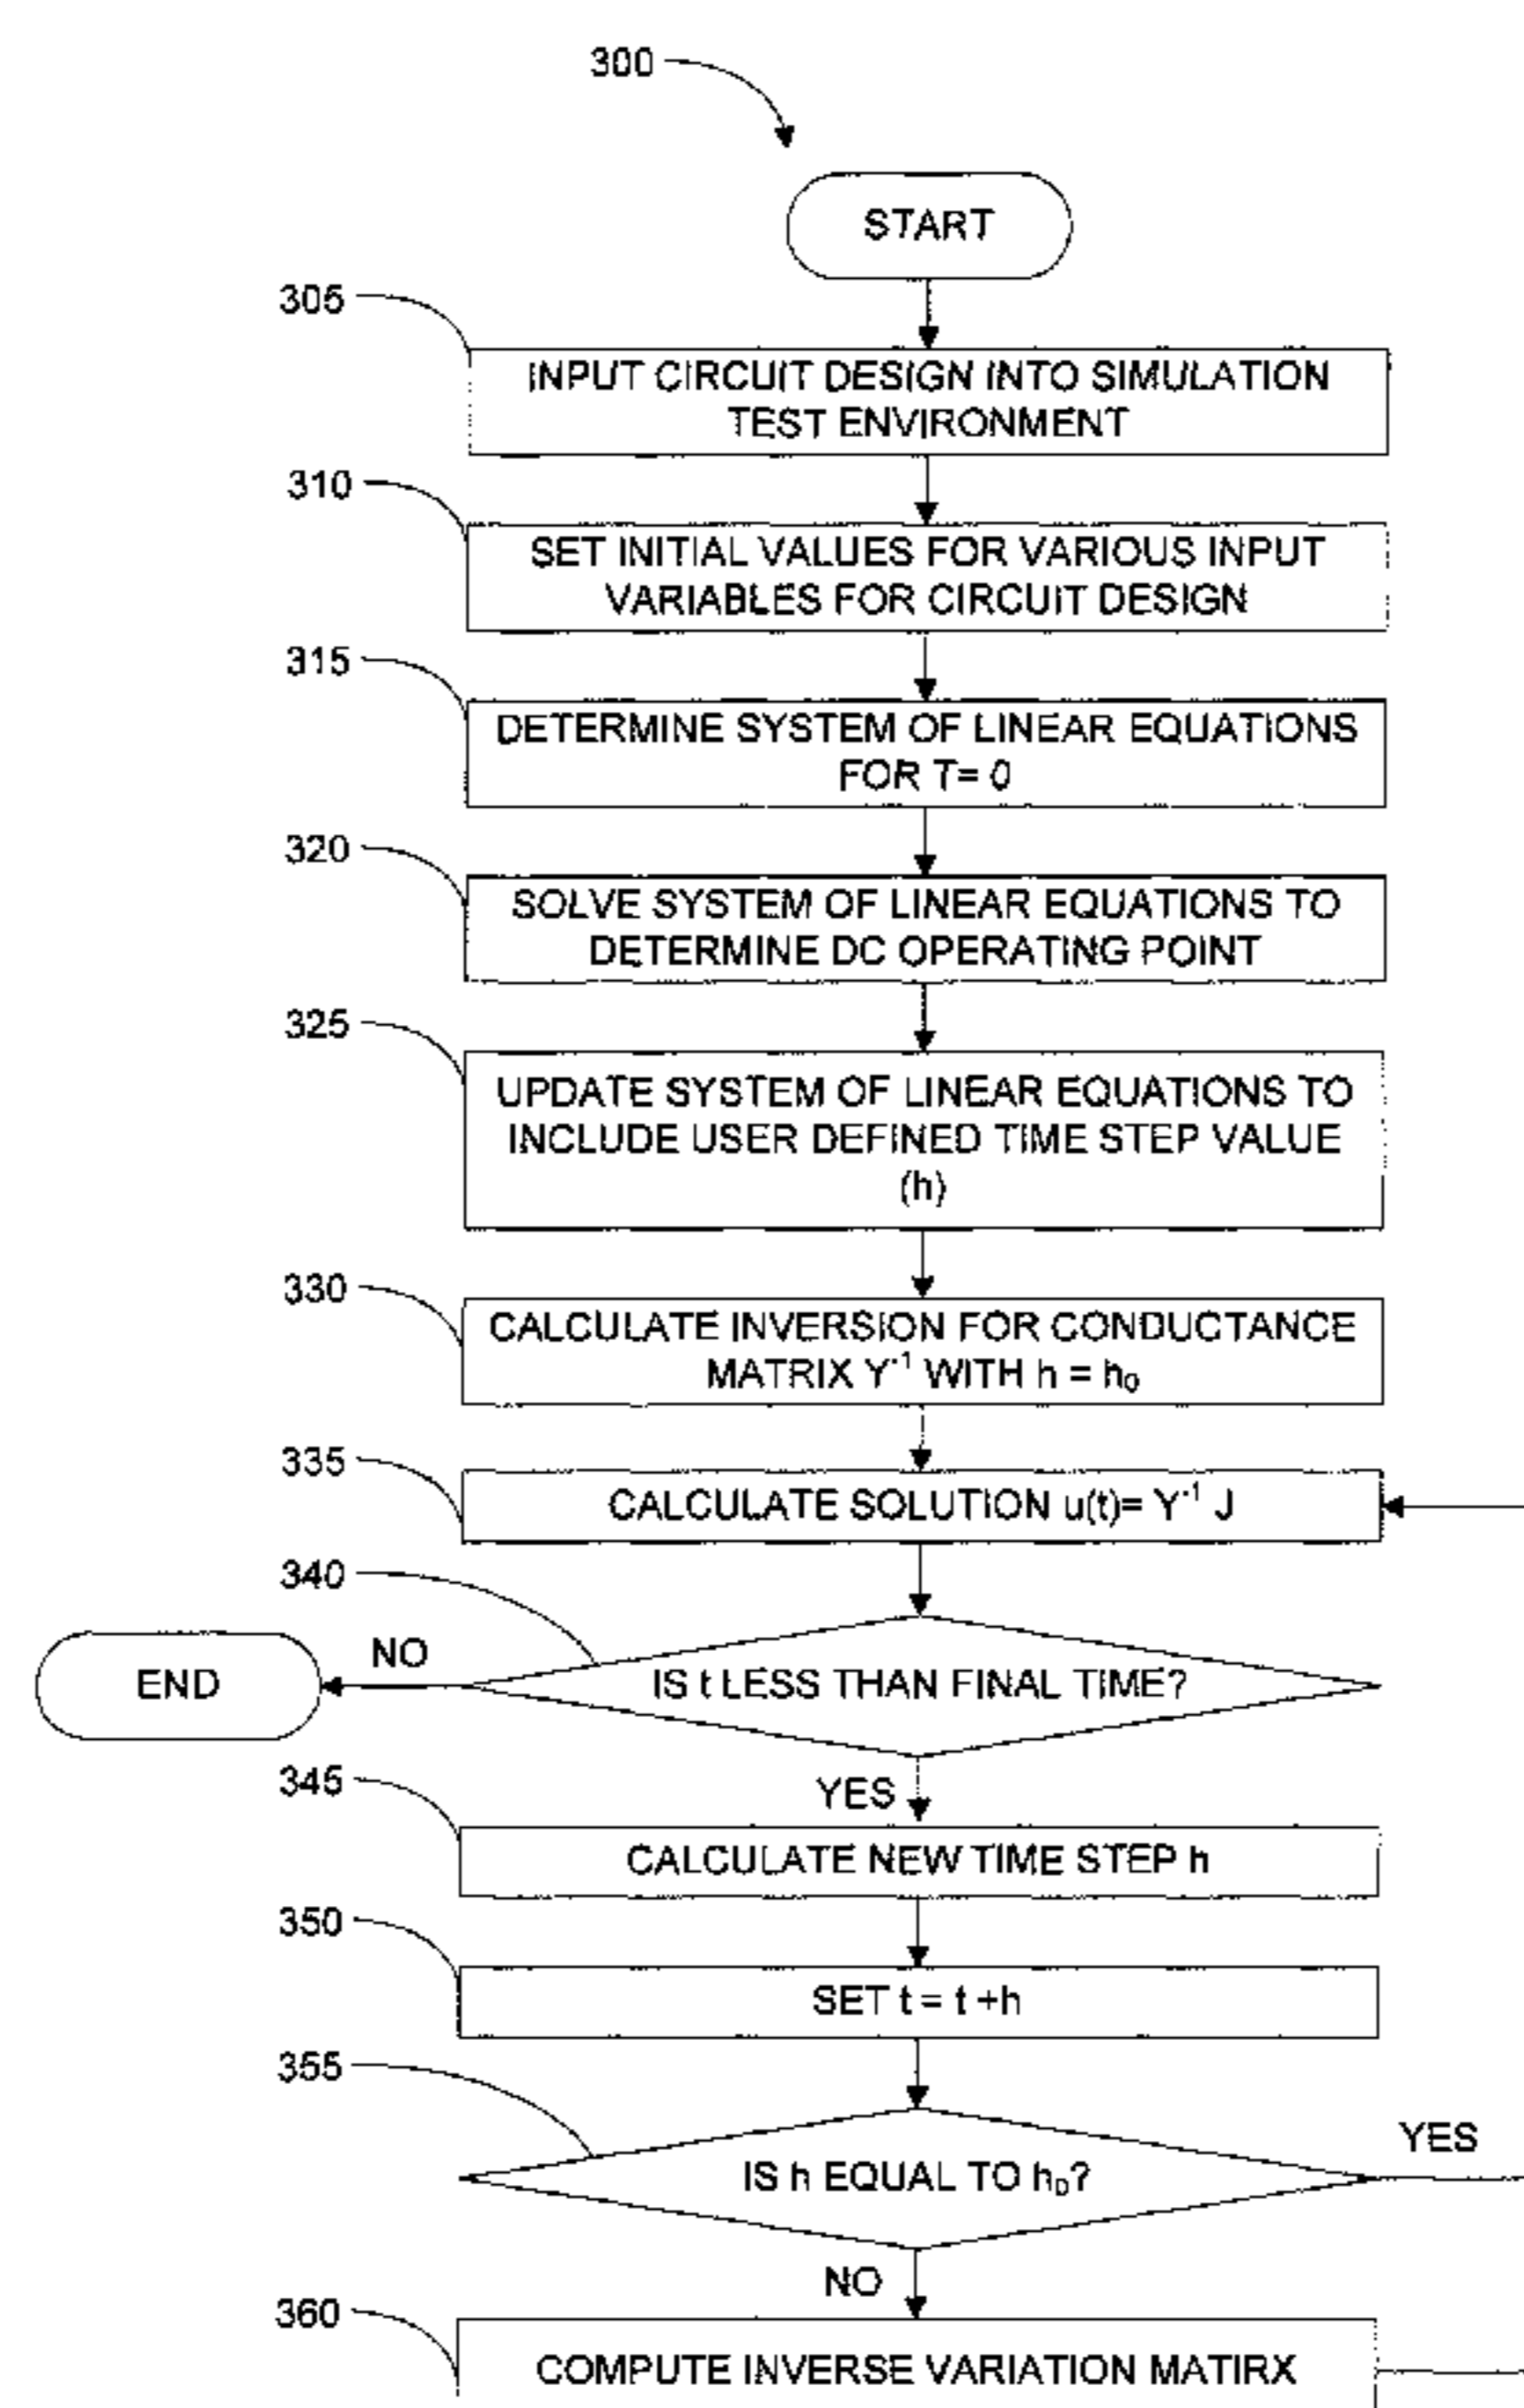 300
START
305
INPUT CIRCUIT DESIGN INTO SIMULATION
TEST ENVIRONMENT
310
SET INITIAL VALUES FOR VARIOUS INPUT
VARIABLES FOR CIRCUIT DESIGN
315
DETERMINE SYSTEM OF LINEAR EQUATIONS
FOR T= 0
320
SOLVE SYSTEM OF LINEAR EQUATIONS TO
DETERMINE DC OPERATING POINT
325
UPDATE SYSTEM OF LINEAR EQUATIONS TO
INCLUDE USER DEFINED TIME STEP VALUE
(h)
330
CALCULATE INVERSION FOR CONDUCTANCE
MATRIX Y⁻¹ WITH h = h₀
335
CALCULATE SOLUTION u(t)= Y⁻¹ J
340
IS t LESS THAN FINAL TIME?
NO
END
YES
345
CALCULATE NEW TIME STEP h
350
SET t = t +h
355
IS h EQUAL TO h₀?
YES
NO
360
COMPUTE INVERSE VARIATION MATIRX